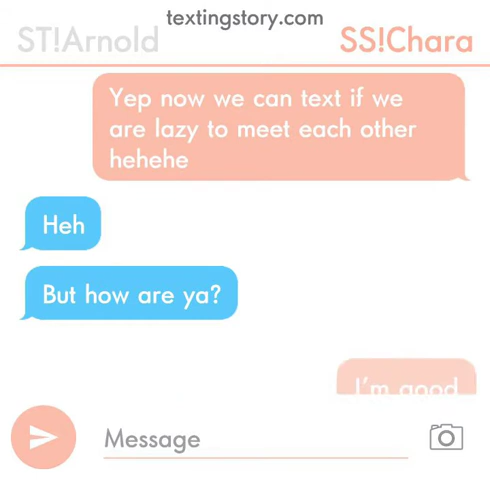 textingstory.com
ST!Arnold SS!Chara
Yep now we can text if we
are lazy to meet each other
hehehe
Heh
But how are ya?
I'm good
Message